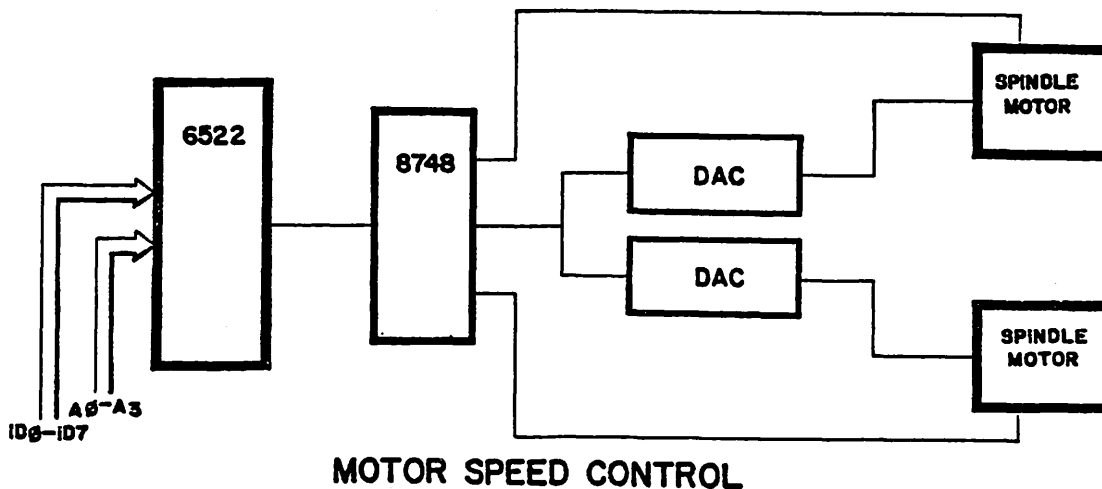 6522
8748
DAC
DAC
SPINDLE
MOTOR
SPINDLE
MOTOR
AØ-A3
iDØ-iD7
MOTOR SPEED CONTROL